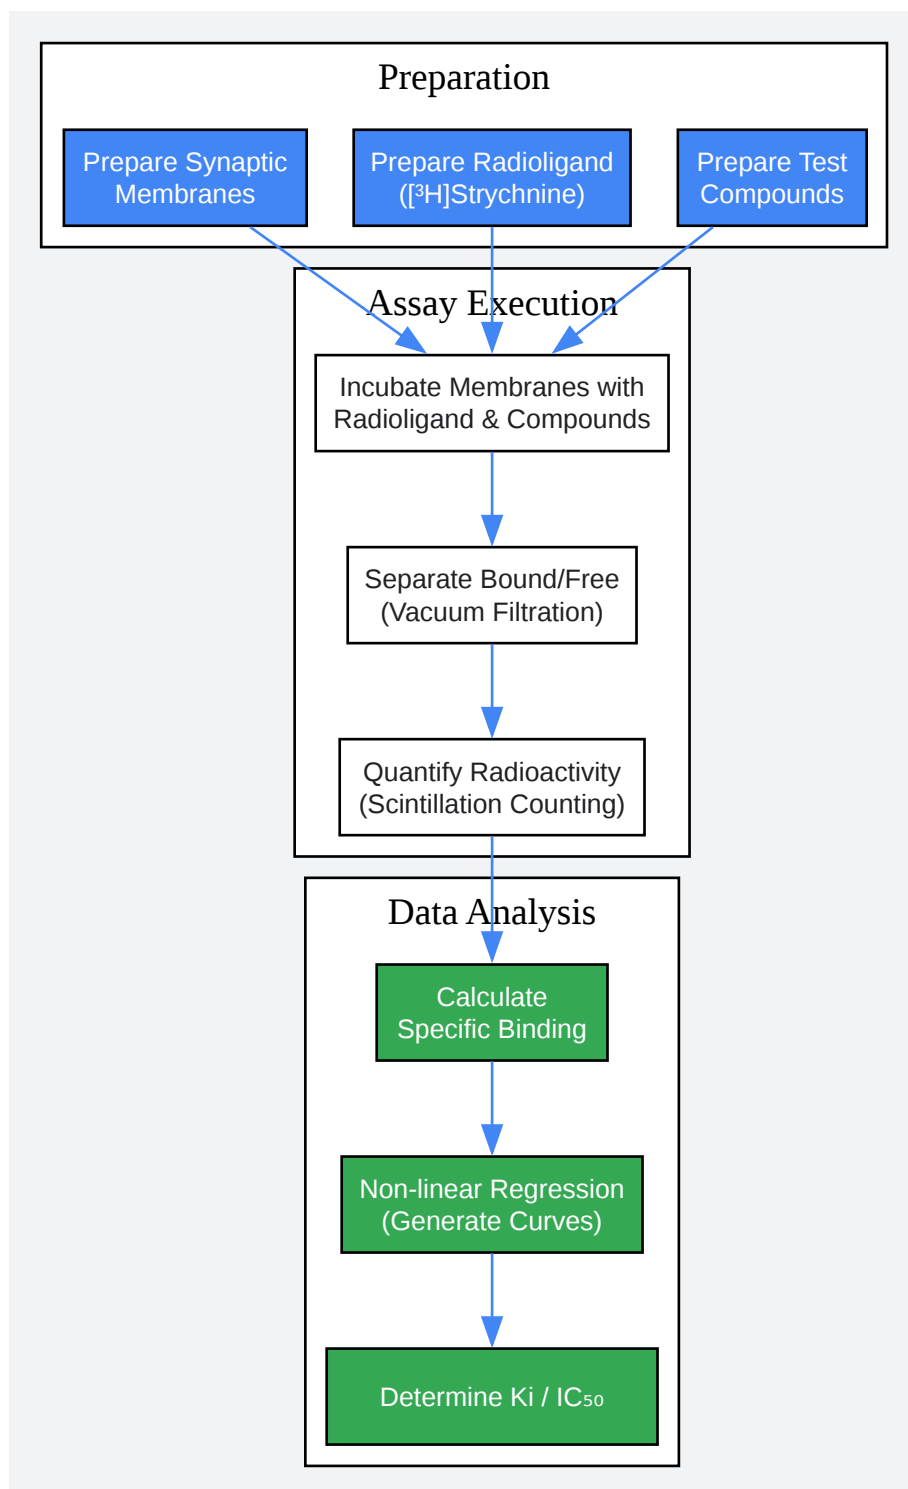 Preparation
Prepare Synaptic
Membranes
Prepare Radioligand
([³H]Strychnine)
Prepare Test
Compounds
Assay Execution
Incubate Membranes with
Radioligand & Compounds
Separate Bound/Free
(Vacuum Filtration)
Quantify Radioactivity
(Scintillation Counting)
Data Analysis
Calculate
Specific Binding
Non-linear Regression
(Generate Curves)
Determine Ki / IC₅₀